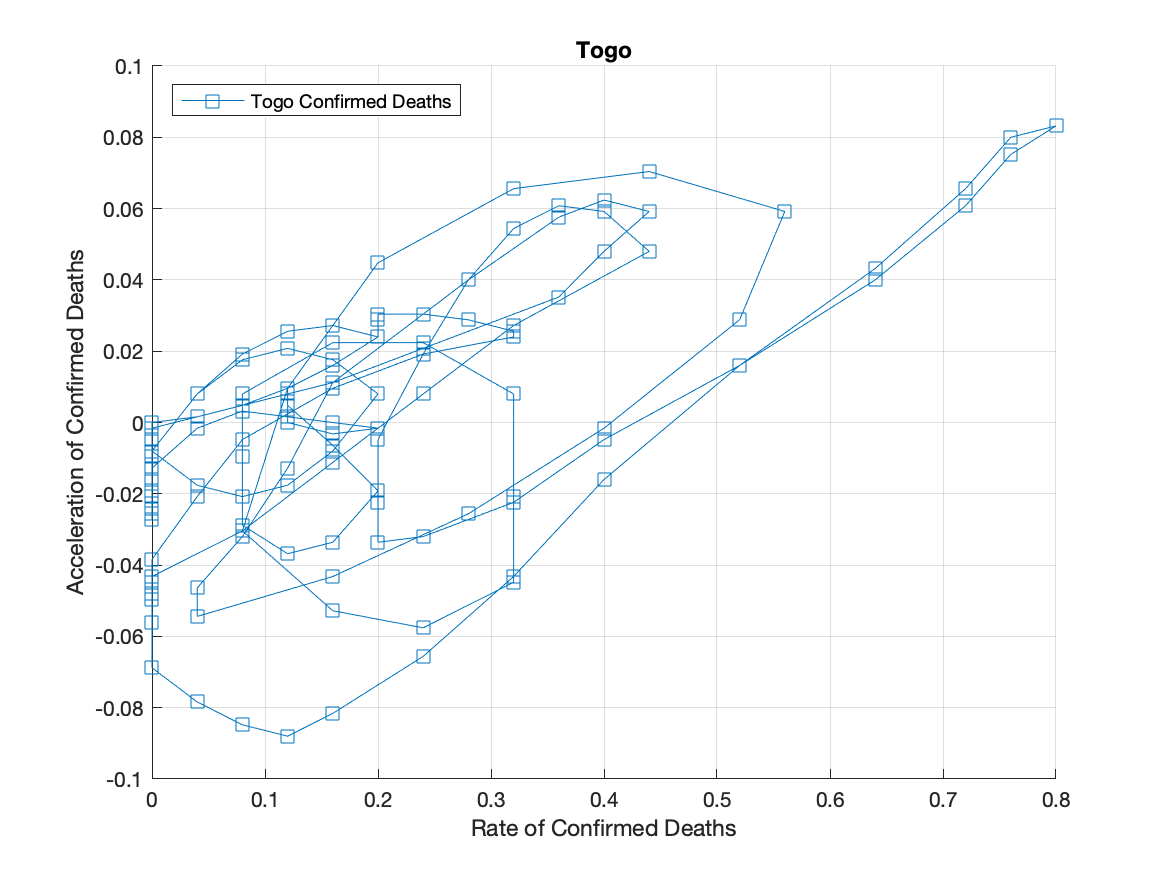 Togo
Togo Confirmed Deaths
Acceleration of Confirmed Deaths
0.1
0.08
0.06
0.04
0.02
0
-0.02
-0.04
-0.06
-0.08
-0.1
0 0.1 0.2 0.3 0.4 0.5 0.6 0.7 0.8
Rate of Confirmed Deaths